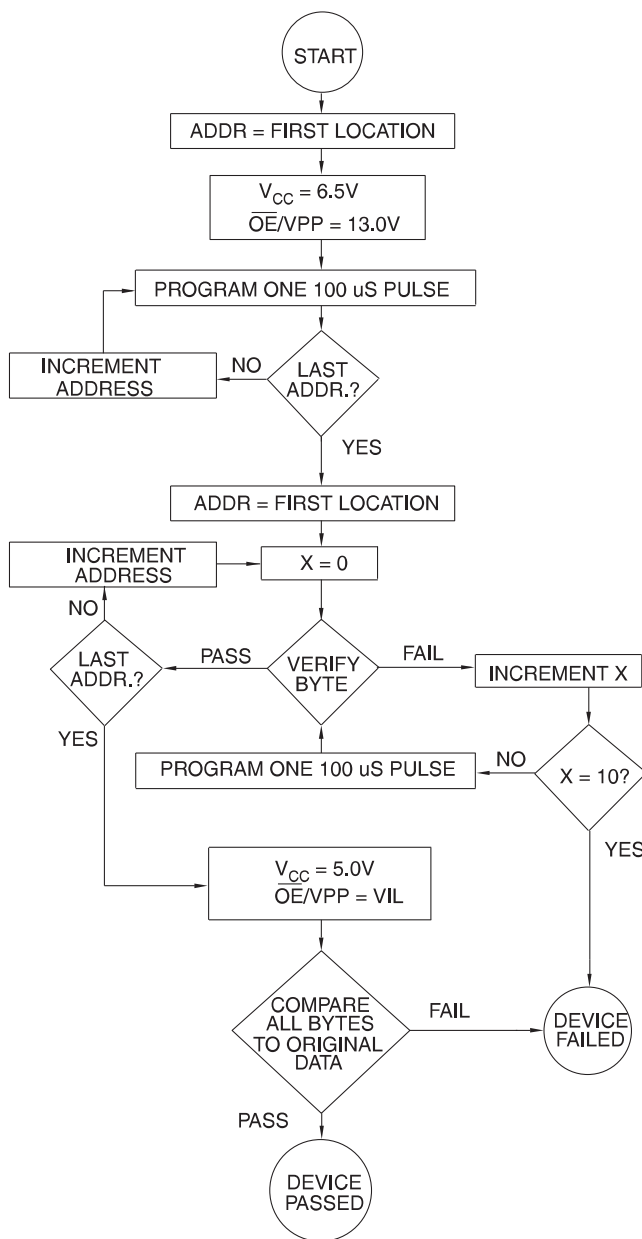 START
ADDR = FIRST LOCATION
VCC = 6.5V
OE/VPP = 13.0V
PROGRAM ONE 100 uS PULSE
INCREMENT
ADDRESS
NO
LAST
ADDR.?
YES
ADDR = FIRST LOCATION
INCREMENT
ADDRESS
X = 0
NO
LAST
ADDR.?
PASS
VERIFY
BYTE
FAIL
INCREMENT X
YES
PROGRAM ONE 100 uS PULSE
NO
X = 10?
YES
VCC = 5.0V
OE/VPP = VIL
COMPARE
ALL BYTES
TO ORIGINAL
DATA
FAIL
DEVICE
FAILED
PASS
DEVICE
PASSED